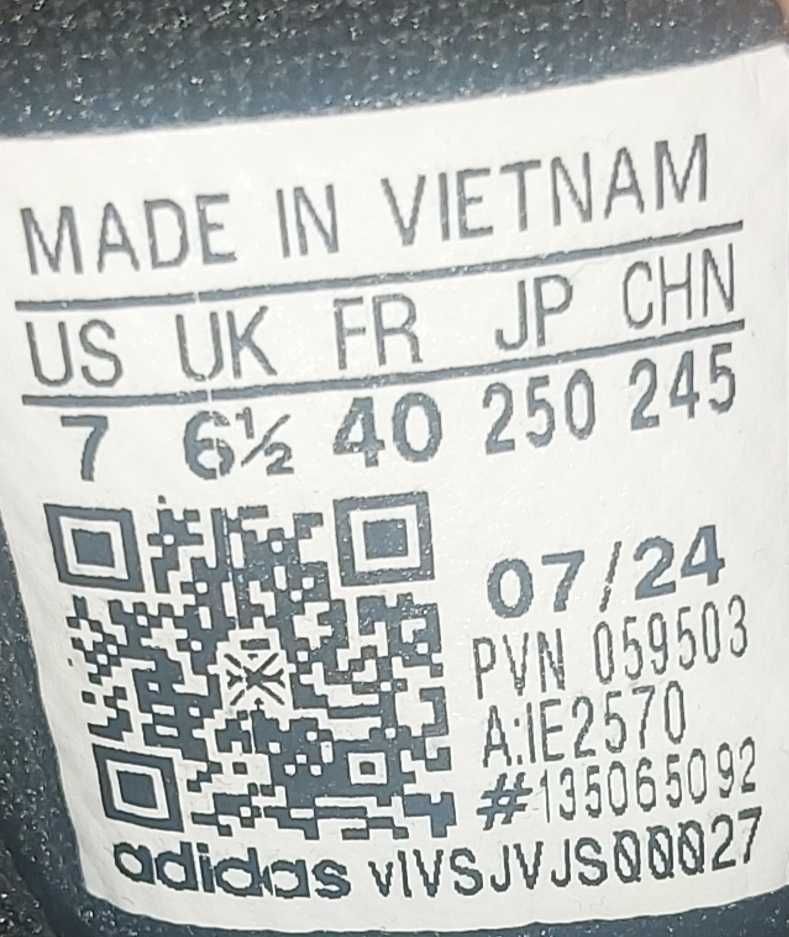 MADE IN VIETNAM
US UK FR JP CHN
7 6½ 40 250 245
07/24
PVN 059503
A:IE2570
#135065092
adidas vIVSJVJS00027